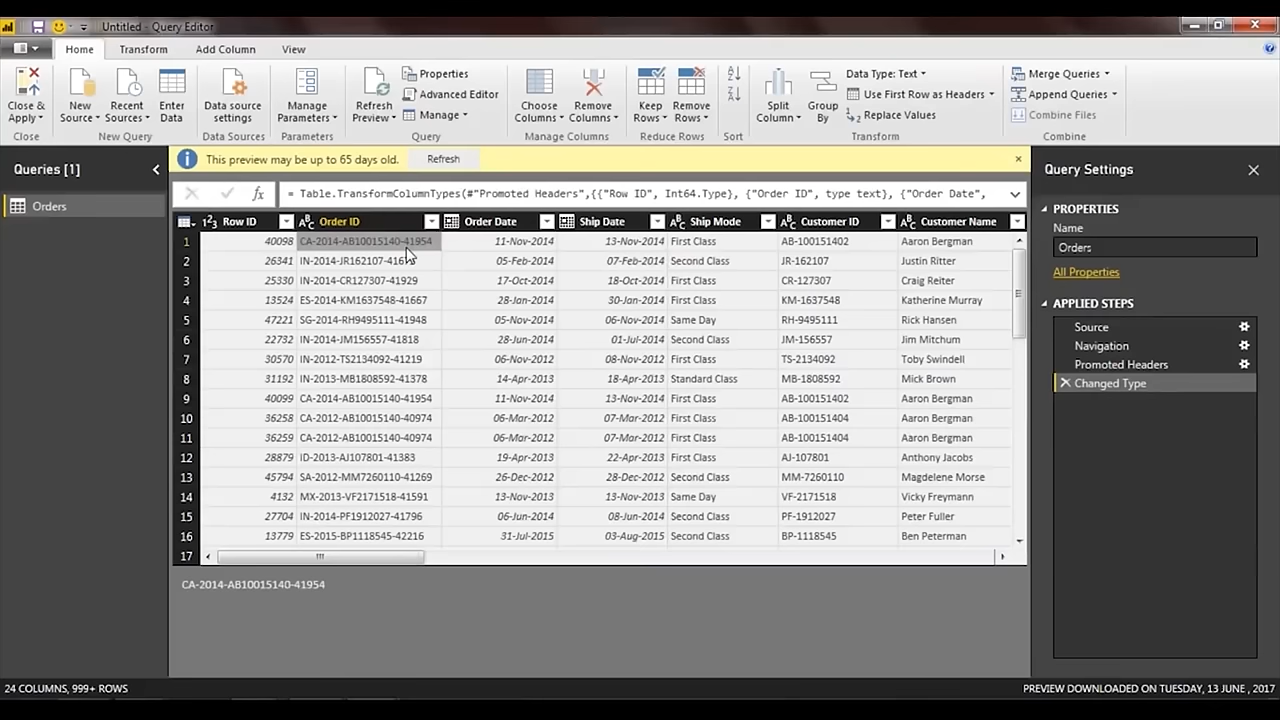 Untitled - Query Editor
Home Transform Add Column View
Close & Apply New Source Recent Sources Enter Data Data source settings Manage Parameters Refresh Preview Properties Advanced Editor Manage Choose Columns Remove Columns Keep Rows Remove Rows Split Column Group By Data Type: Text Use First Row as Headers Replace Values Merge Queries Append Queries Combine Files
Close New Query Data Sources Parameters Query Manage Columns Reduce Rows Sort Transform Combine
Queries [1]
Orders
This preview may be up to 65 days old. Refresh
fx = Table.TransformColumnTypes(#"Promoted Headers",{{"Row ID", Int64.Type}, {"Order ID", type text}, {"Order Date",
Row ID Order ID Order Date Ship Date Ship Mode Customer ID Customer Name
1 40098 CA-2014-AB10015140-41954 11-Nov-2014 13-Nov-2014 First Class AB-100151402 Aaron Bergman
2 26341 05-Feb-2014 07-Feb-2014 Second Class JR-162107 Justin Ritter
3 25330 IN-2014-CR127307-41929 17-Oct-2014 18-Oct-2014 First Class CR-127307 Craig Reiter
4 13524 ES-2014-KM1637548-41667 28-Jan-2014 30-Jan-2014 First Class KM-1637548 Katherine Murray
5 47221 SG-2014-RH9495111-41948 05-Nov-2014 06-Nov-2014 Same Day RH-9495111 Rick Hansen
6 22732 IN-2014-JM156557-41818 28-Jun-2014 01-Jul-2014 Second Class JM-156557 Jim Mitchum
7 30570 IN-2012-TS2134092-41219 06-Nov-2012 08-Nov-2012 First Class TS-2134092 Toby Swindell
8 31192 IN-2013-MB1808592-41378 14-Apr-2013 18-Apr-2013 Standard Class MB-1808592 Mick Brown
9 40099 CA-2014-AB10015140-41954 11-Nov-2014 13-Nov-2014 First Class AB-100151402 Aaron Bergman
10 36258 CA-2012-AB10015140-40974 06-Mar-2012 07-Mar-2012 First Class AB-100151404 Aaron Bergman
11 36259 CA-2012-AB10015140-40974 06-Mar-2012 07-Mar-2012 First Class AB-100151404 Aaron Bergman
12 28879 ID-2013-AJ107801-41383 19-Apr-2013 22-Apr-2013 First Class AJ-107801 Anthony Jacobs
13 45794 SA-2012-MM7260110-41269 26-Dec-2012 28-Dec-2012 Second Class MM-7260110 Magdelene Morse
14 4132 MX-2013-VF2171518-41591 13-Nov-2013 13-Nov-2013 Same Day VF-2171518 Vicky Freymann
15 27704 IN-2014-PF1912027-41796 06-Jun-2014 08-Jun-2014 Second Class PF-1912027 Peter Fuller
16 13779 ES-2015-BP1118545-42216 31-Jul-2015 03-Aug-2015 Second Class BP-1118545 Ben Peterman
17
CA-2014-AB10015140-41954
Query Settings
PROPERTIES
Name
Orders
All Properties
APPLIED STEPS
Source
Navigation
Promoted Headers
Changed Type
24 COLUMNS, 999+ ROWS
PREVIEW DOWNLOADED ON TUESDAY, 13 JUNE , 2017